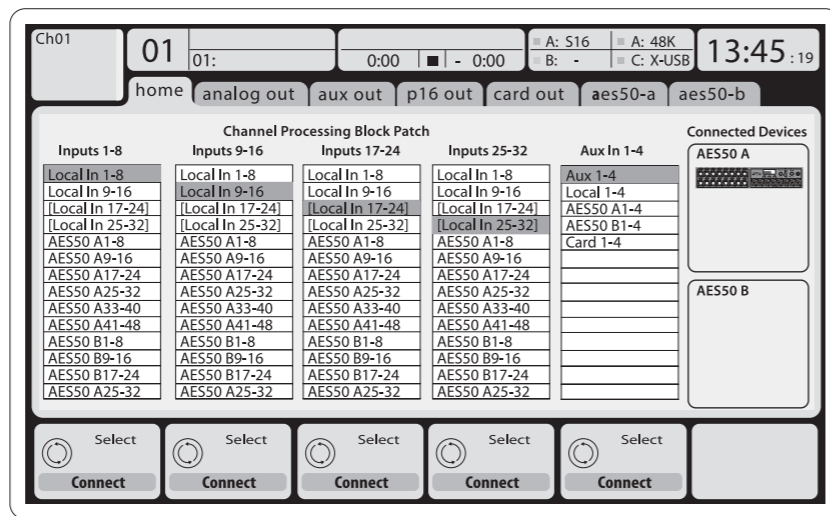 Ch01
01
01:
0:00 - 0:00
A: S16 A: 48K
B: - C: X-USB
13:45 :19
home analog out aux out p16 out card out aes50-a aes50-b
Channel Processing Block Patch
Connected Devices
Inputs 1-8 Inputs 9-16 Inputs 17-24 Inputs 25-32 Aux In 1-4
AES50 A
Local In 1-8 Local In 1-8 Local In 1-8 Local In 1-8 Aux 1-4
Local In 9-16 Local In 9-16 Local In 9-16 Local In 9-16 Local 1-4
[Local In 17-24] [Local In 17-24] [Local In 17-24] [Local In 17-24] AES50 A1-4
[Local In 25-32] [Local In 25-32] [Local In 25-32] [Local In 25-32] AES50 B1-4
AES50 A1-8 AES50 A1-8 AES50 A1-8 AES50 A1-8 Card 1-4
AES50 A9-16 AES50 A9-16 AES50 A9-16 AES50 A9-16
AES50 A17-24 AES50 A17-24 AES50 A17-24 AES50 A17-24
AES50 A25-32 AES50 A25-32 AES50 A25-32 AES50 A25-32
AES50 B
AES50 A33-40 AES50 A33-40 AES50 A33-40 AES50 A33-40
AES50 A41-48 AES50 A41-48 AES50 A41-48 AES50 A41-48
AES50 B1-8 AES50 B1-8 AES50 B1-8 AES50 B1-8
AES50 B9-16 AES50 B9-16 AES50 B9-16 AES50 B9-16
AES50 B17-24 AES50 B17-24 AES50 B17-24 AES50 B17-24
AES50 A25-32 AES50 A25-32 AES50 A25-32 AES50 A25-32
Select Select Select Select Select
Connect Connect Connect Connect Connect